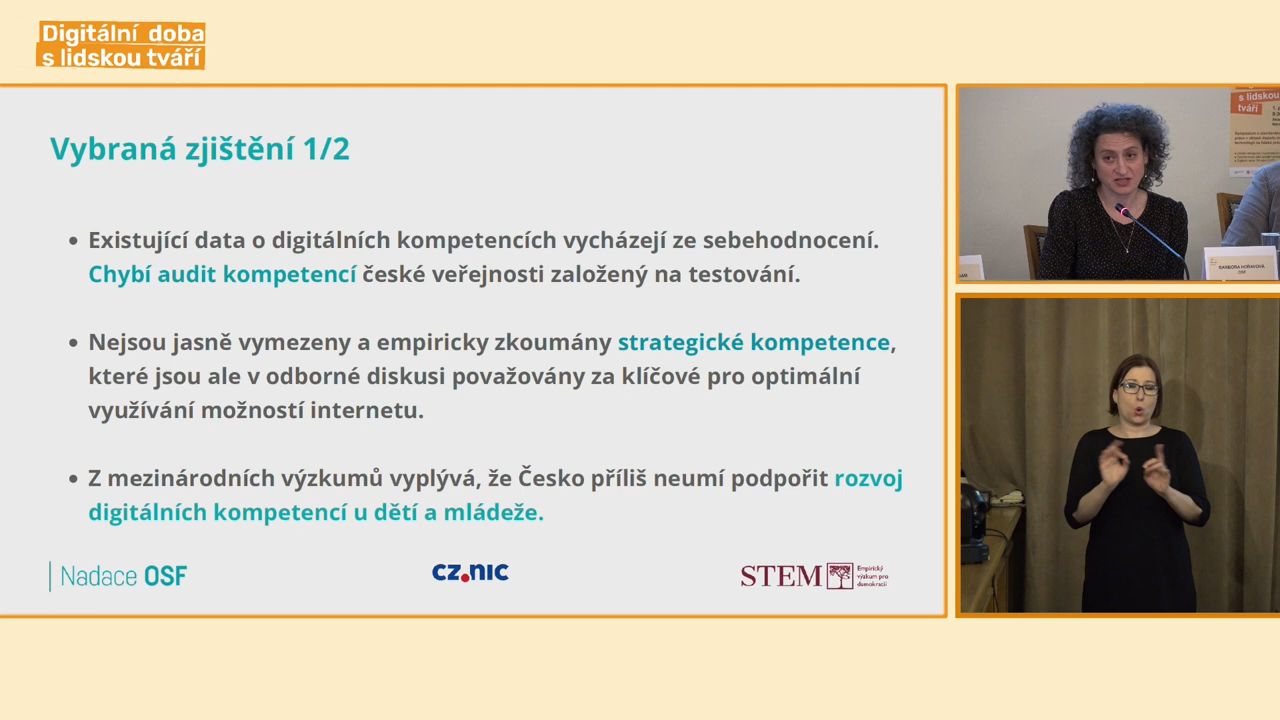 Digitální doba
s lidskou tváří
Vybraná zjištění 1/2
• Existující data o digitálních kompetencích vycházejí ze sebehodnocení.
Chybí audit kompetencí české veřejnosti založený na testování.
• Nejsou jasně vymezeny a empiricky zkoumány strategické kompetence,
které jsou ale v odborné diskusi považovány za klíčové pro optimální
využívání možností internetu.
• Z mezinárodních výzkumů vyplývá, že Česko příliš neumí podpořit rozvoj
digitálních kompetencí u dětí a mládeže.
Nadace OSF
CZ.NIC
STEM
Empirický
výzkum pro
demokracii
s lidskou
tváří